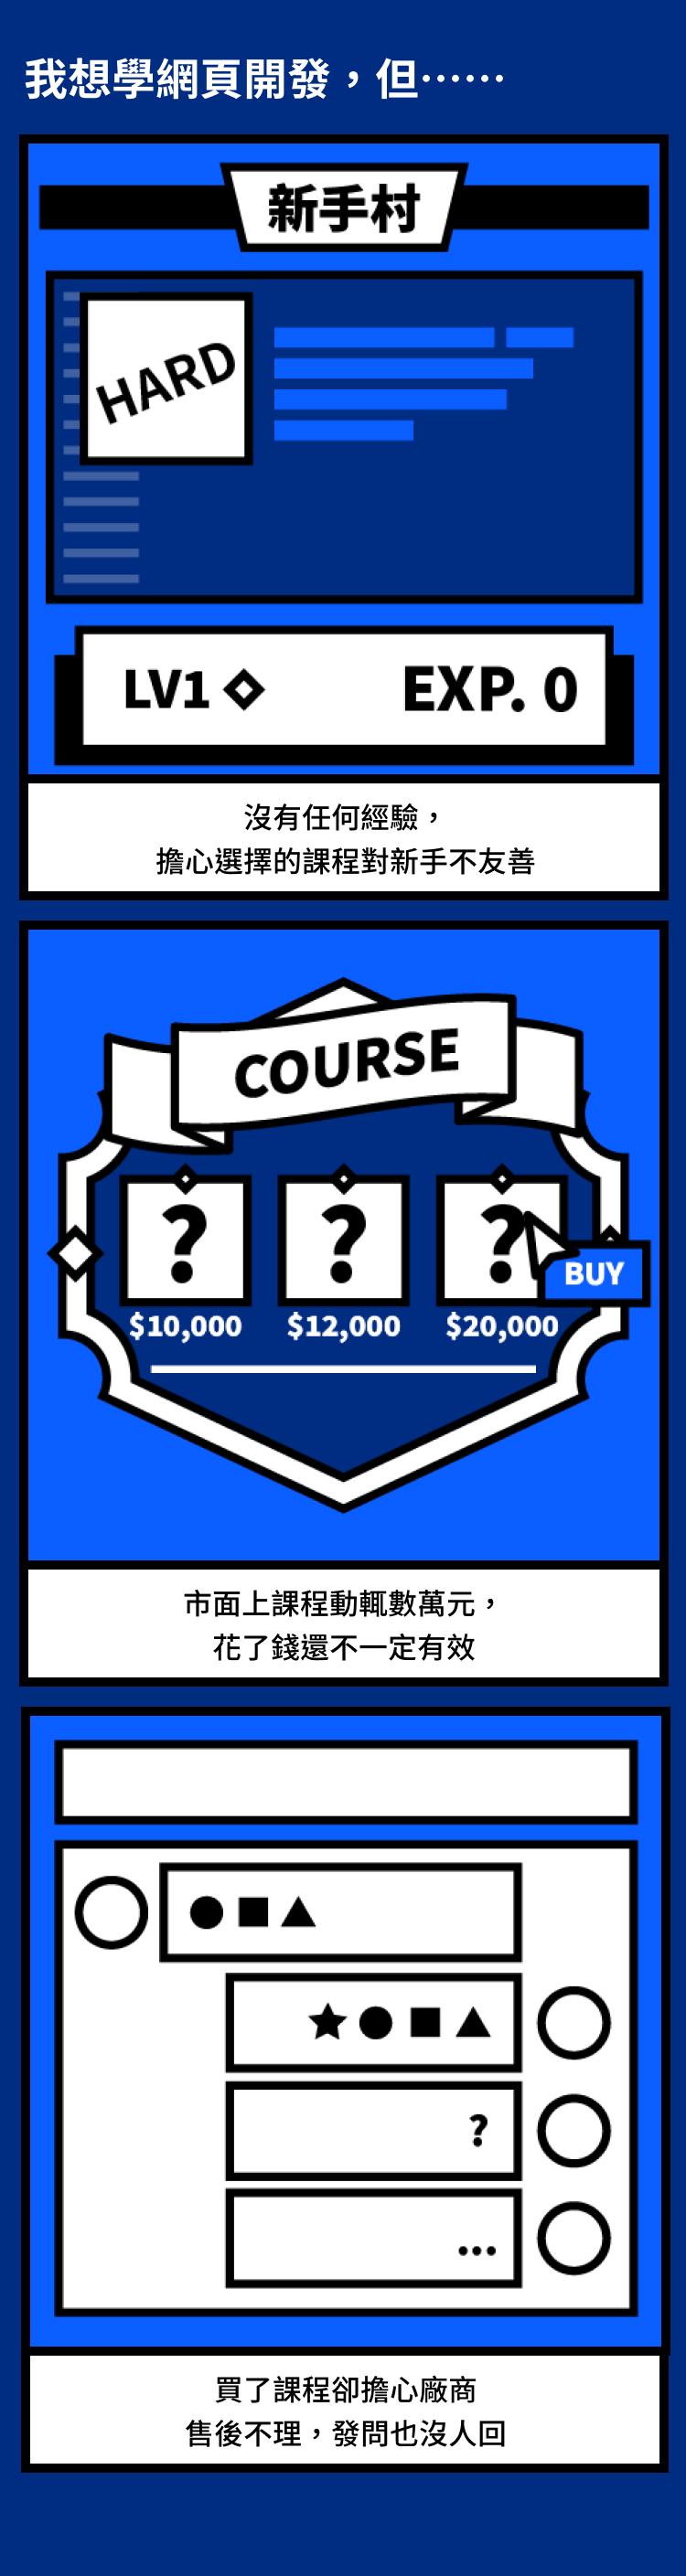 我想學網頁開發，但⋯⋯
新手村
HARD
LV1
EXP. 0
沒有任何經驗，
擔心選擇的課程對新手不友善
COURSE
? ? ?
BUY
$10,000 $12,000 $20,000
市面上課程動輒數萬元，
花了錢還不一定有效
?
...
買了課程卻擔心廠商
售後不理，發問也沒人回